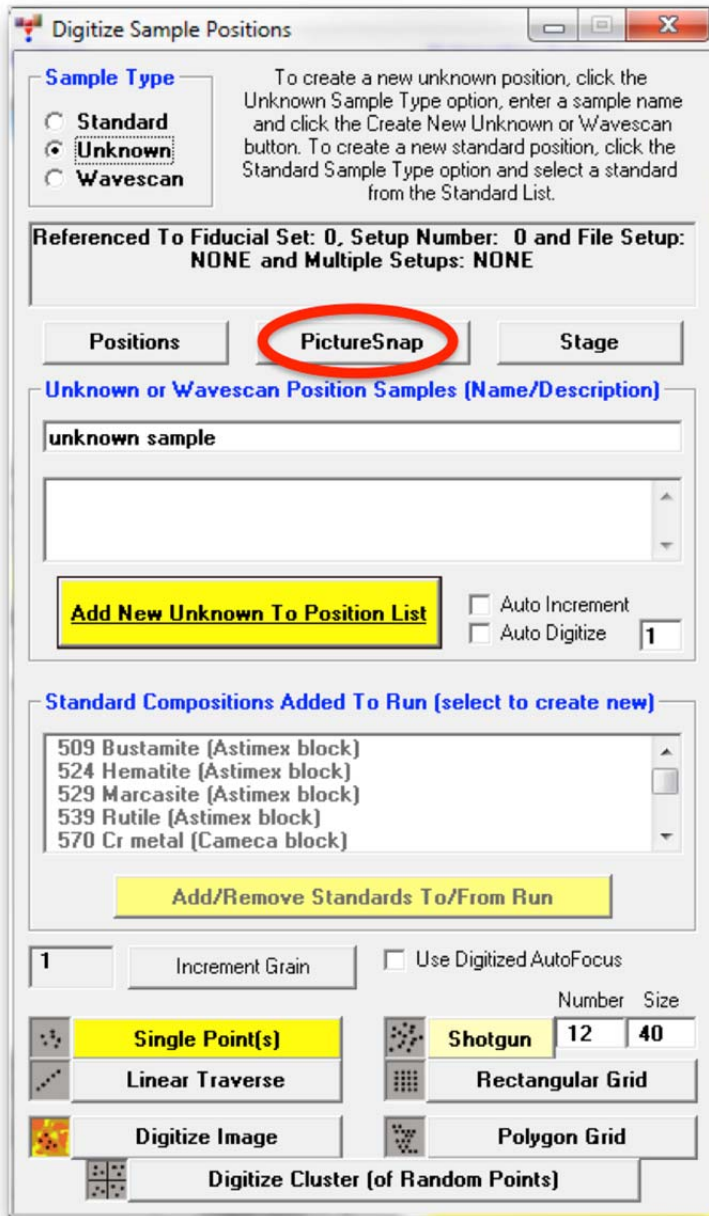 Digitize Sample Positions
Sample Type
Standard
Unknown
Wavescan
To create a new unknown position, click the
Unknown Sample Type option, enter a sample name
and click the Create New Unknown or Wavescan
button. To create a new standard position, click the
Standard Sample Type option and select a standard
from the Standard List.
Referenced To Fiducial Set: 0, Setup Number:  0 and File Setup:
NONE and Multiple Setups: NONE
Positions
PictureSnap
Stage
Unknown or Wavescan Position Samples (Name/Description)
unknown sample
Add New Unknown To Position List
Auto Increment
Auto Digitize
1
Standard Compositions Added To Run (select to create new)
509 Bustamite (Astimex block)
524 Hematite (Astimex block)
529 Marcasite (Astimex block)
539 Rutile (Astimex block)
570 Cr metal (Cameca block)
Add/Remove Standards To/From Run
1
Increment Grain
Use Digitized AutoFocus
Number Size
Single Point(s)
Shotgun
12
40
Linear Traverse
Rectangular Grid
Digitize Image
Polygon Grid
Digitize Cluster (of Random Points)